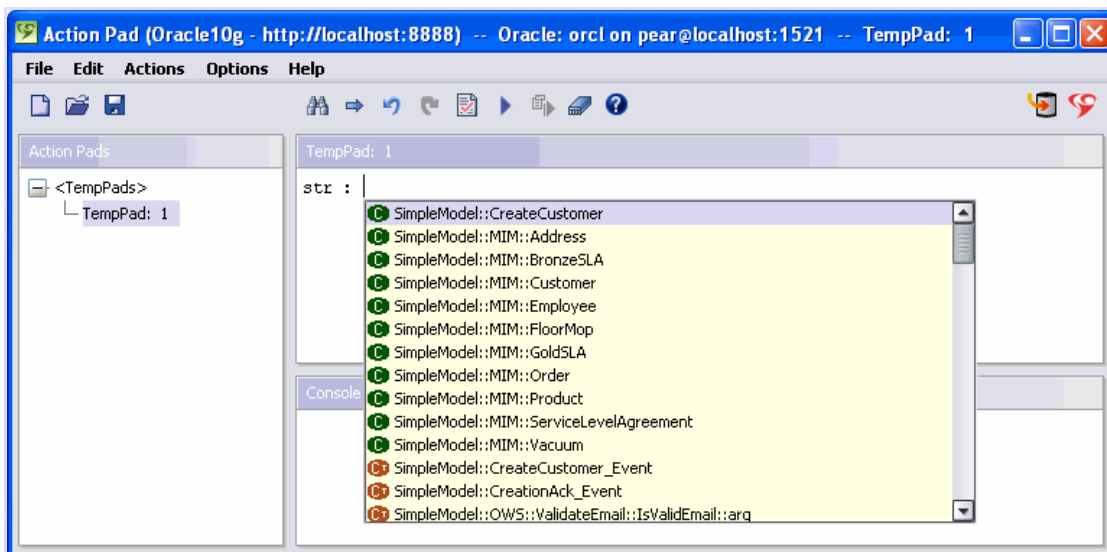 Action Pad (Oracle10g - http://localhost:8888) -- Oracle: orcl on pear@localhost:1521 -- TempPad: 1
File Edit Actions Options Help
Action Pads
TempPad: 1
<TempPads>
TempPad: 1
str :
SimpleModel::CreateCustomer
SimpleModel::MIM::Address
SimpleModel::MIM::BronzeSLA
SimpleModel::MIM::Customer
SimpleModel::MIM::Employee
SimpleModel::MIM::FloorMop
SimpleModel::MIM::GoldSLA
SimpleModel::MIM::Order
SimpleModel::MIM::Product
SimpleModel::MIM::ServiceLevelAgreement
SimpleModel::MIM::Vacuum
SimpleModel::CreateCustomer_Event
SimpleModel::CreationAck_Event
SimpleModel::OWS::ValidateEmail::IsValidEmail::arg
Console